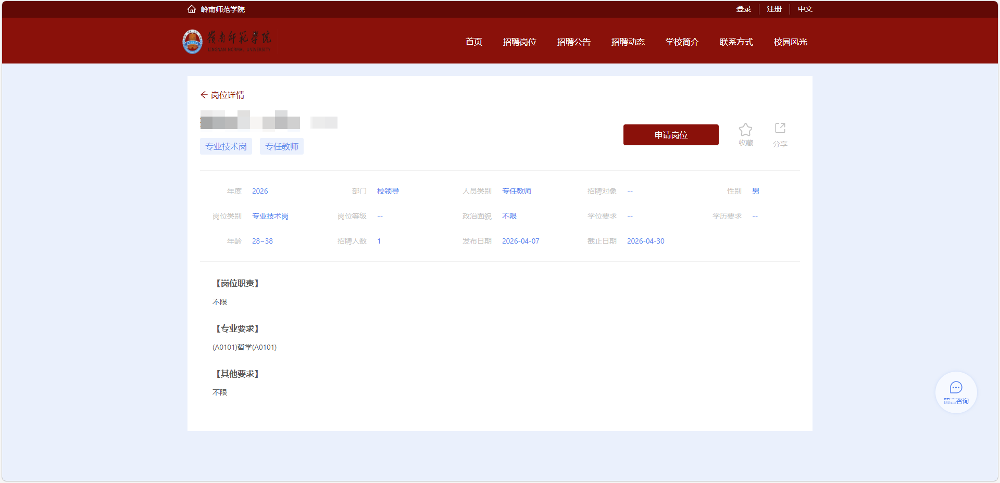 岭南师范学院
登录 注册 中文
嶺南師範學院
LINGNAN NORMAL UNIVERSITY
首页 招聘岗位 招聘公告 招聘动态 学校简介 联系方式 校园风光
岗位详情
专业技术岗 专任教师
申请岗位
收藏
分享
年度 2026 部门 校领导 人员类别 专任教师 招聘对象 -- 性别 男
岗位类别 专业技术岗 岗位等级 -- 政治面貌 不限 学位要求 -- 学历要求 --
年龄 28~38 招聘人数 1 发布日期 2026-04-07 截止日期 2026-04-30
【岗位职责】
不限
【专业要求】
(A0101)哲学(A0101)
【其他要求】
不限
留言咨询